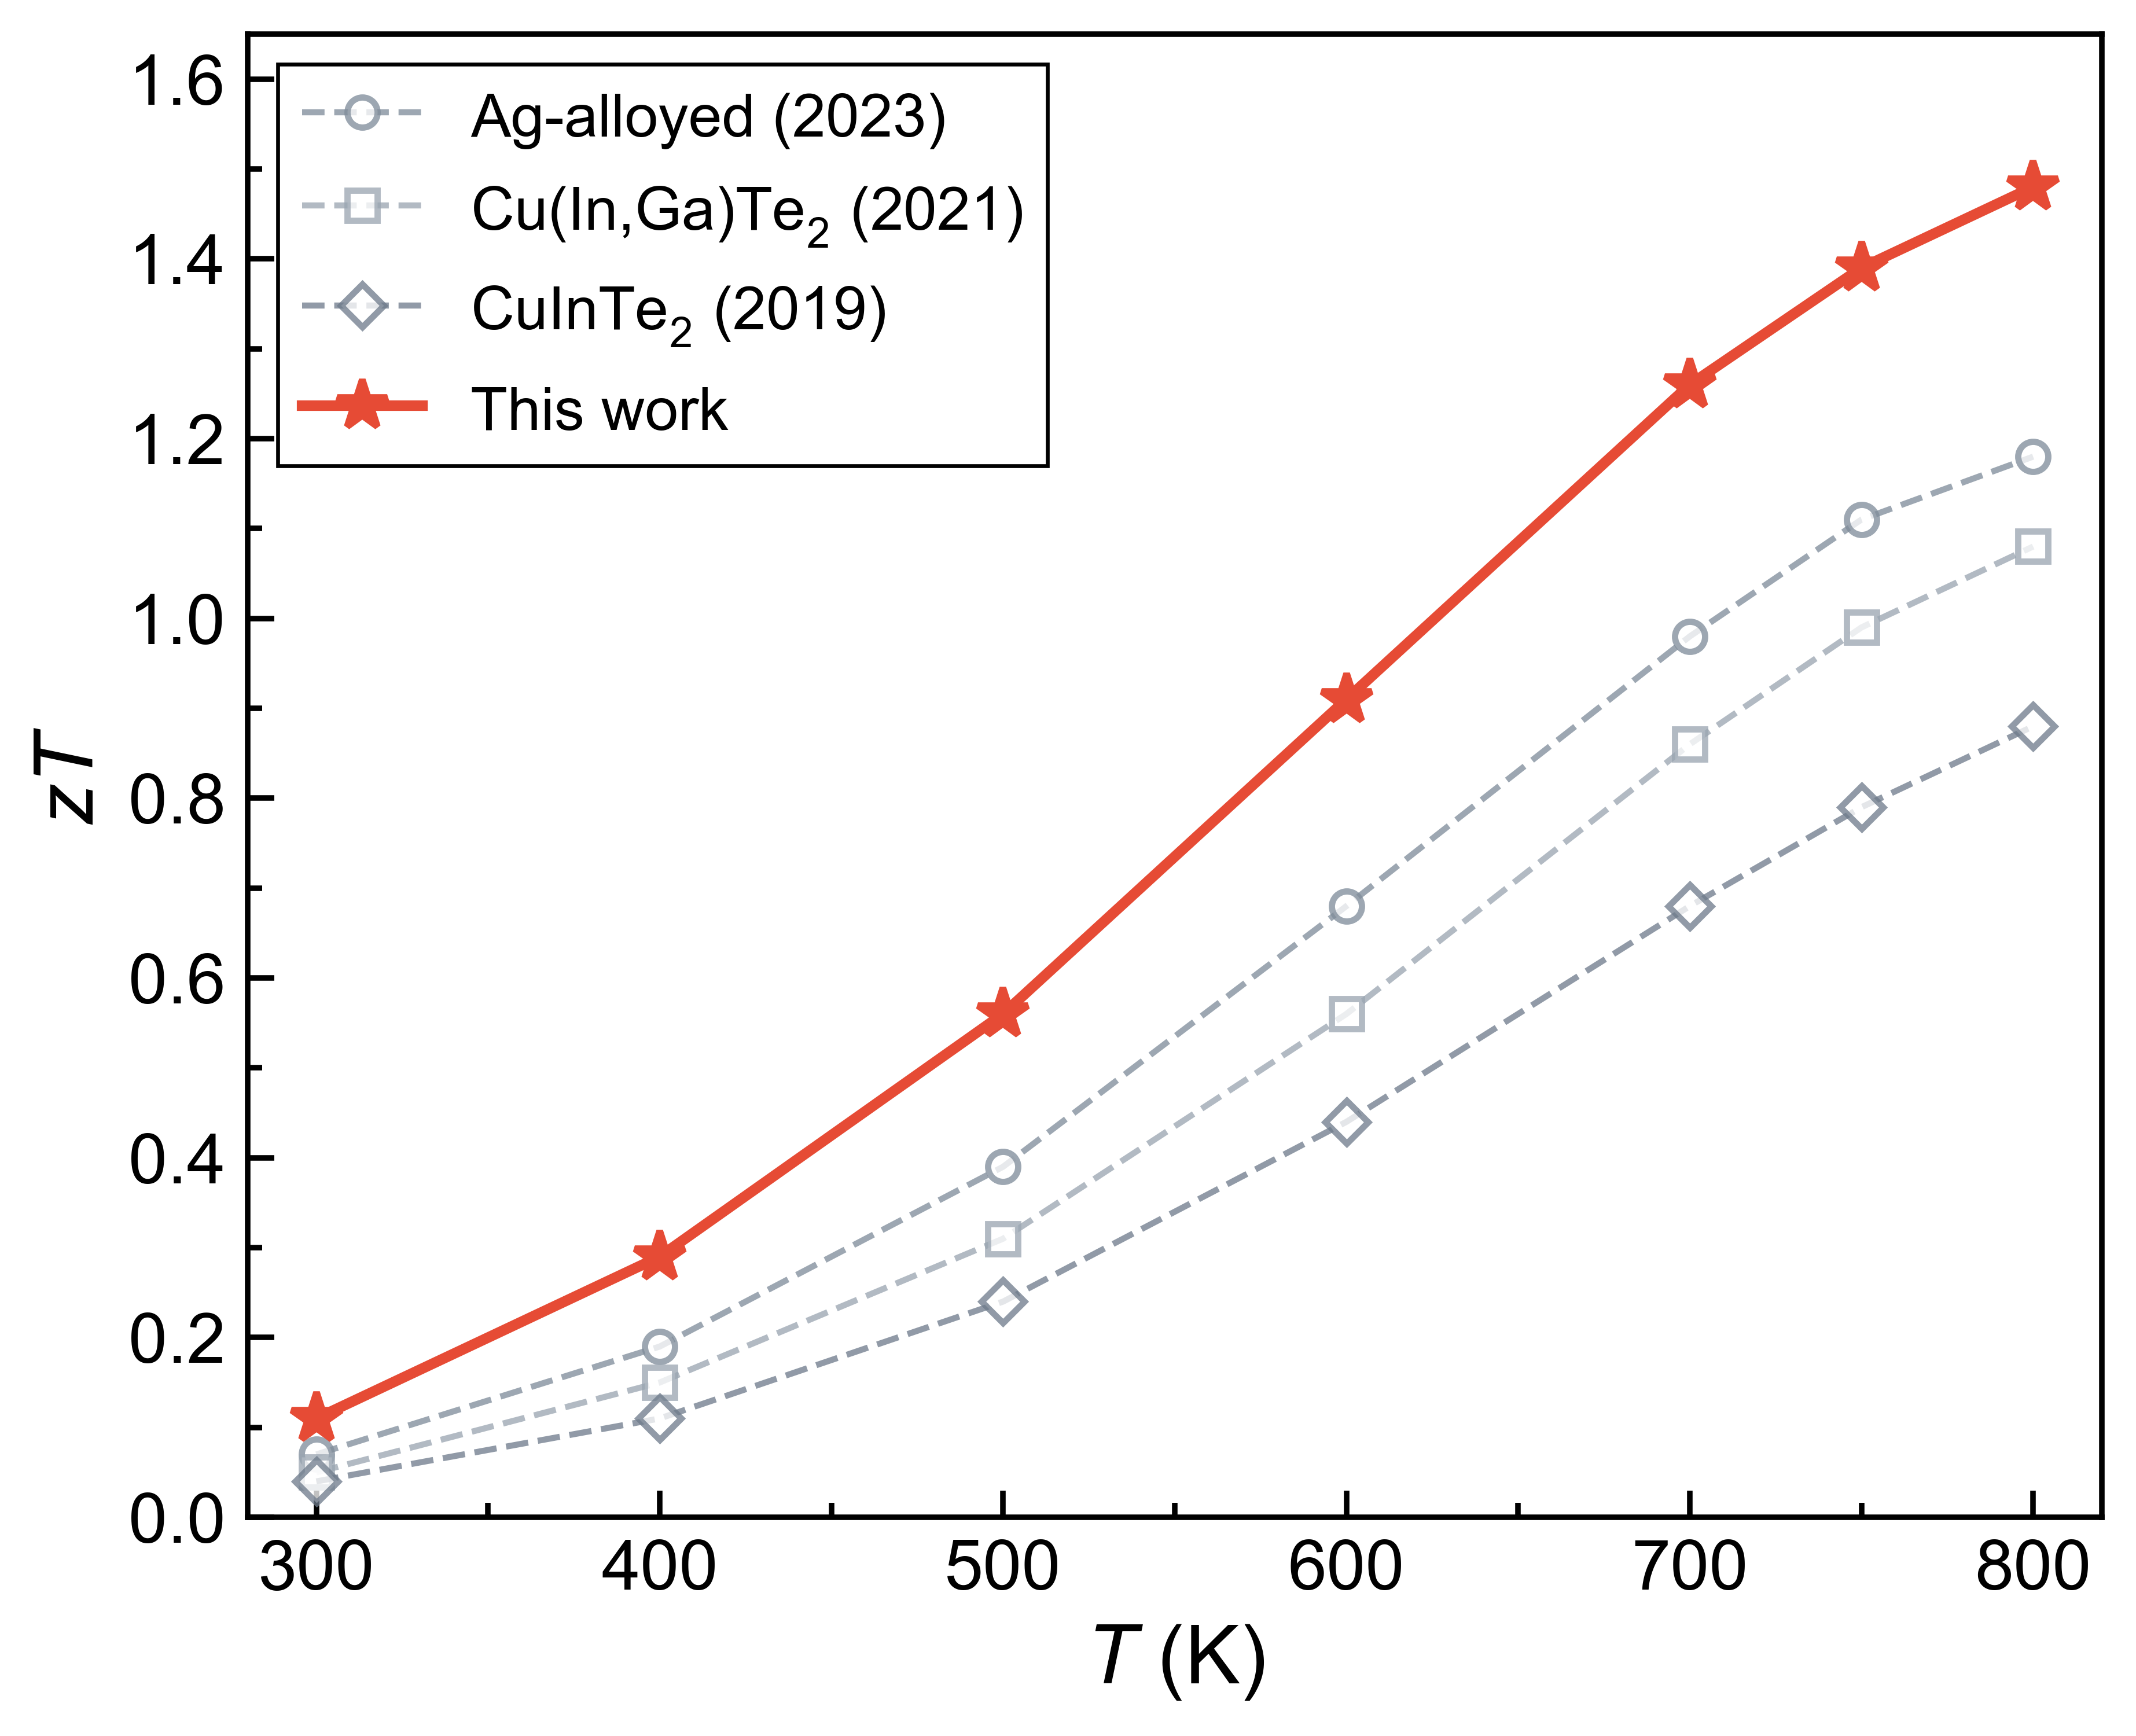 1.6
1.4
1.2
1.0
0.8
0.6
0.4
0.2
0.0
zT
Ag-alloyed (2023)
Cu(In,Ga)Te₂ (2021)
CuInTe₂ (2019)
This work
300 400 500 600 700 800
T (K)